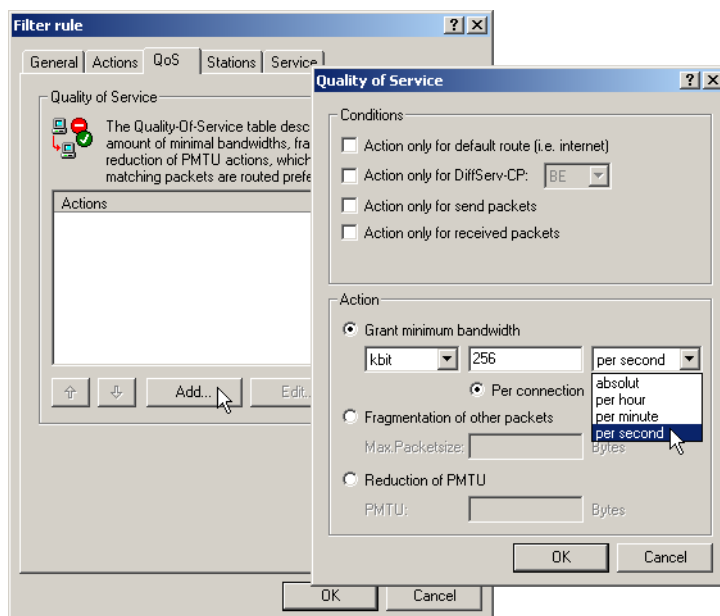 Filter rule
General
Actions
QoS
Stations
Service
Quality of Service
The Quality-Of-Service table desc
amount of minimal bandwidths, fra
reduction of PMTU actions, which
matching packets are routed prefe
Actions
Add...
Edit..
OK
Cancel
Quality of Service
Conditions
Action only for default route (i.e. internet)
Action only for DiffServ-CP: BE
Action only for send packets
Action only for received packets
Action
Grant minimum bandwidth
kbit 256 per second
absolut
per hour
per minute
per second
Per connection
Fragmentation of other packets
Max.Packetsize: Bytes
Reduction of PMTU
PMTU: Bytes
OK
Cancel